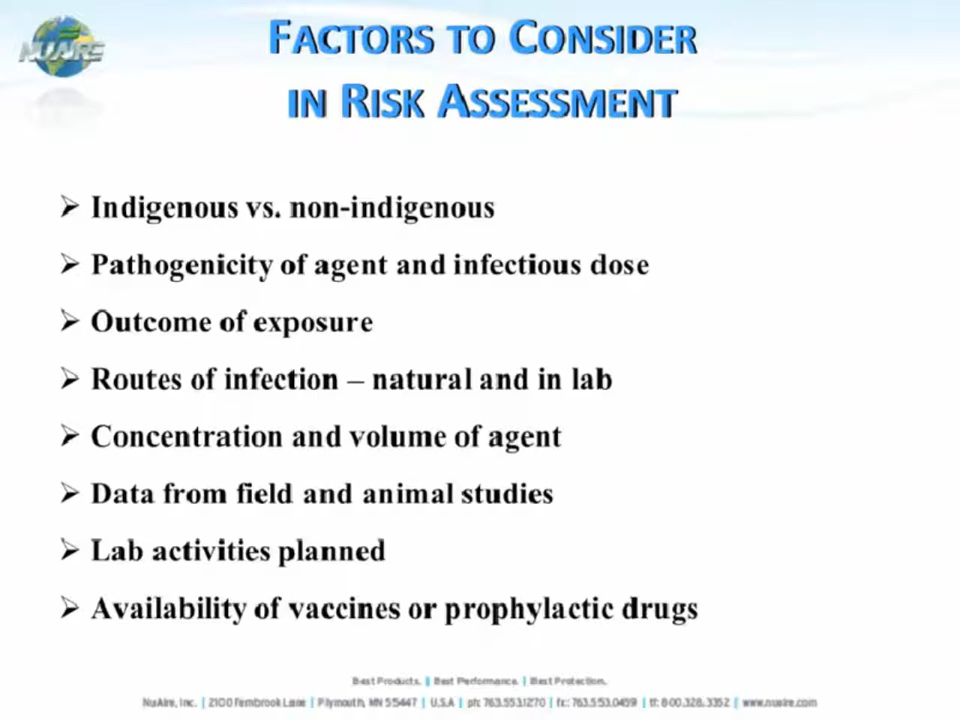 NUAIRE
FACTORS TO CONSIDER
IN RISK ASSESSMENT
➢ Indigenous vs. non-indigenous
➢ Pathogenicity of agent and infectious dose
➢ Outcome of exposure
➢ Routes of infection – natural and in lab
➢ Concentration and volume of agent
➢ Data from field and animal studies
➢ Lab activities planned
➢ Availability of vaccines or prophylactic drugs
Best Products. | Best Performance. | Best Protection.
NuAire, Inc. | 2100 Fernbrook Lane | Plymouth, MN 55447 | U.S.A | ph: 763.553.1270 | fx: 763.553.0459 | tf: 800.328.3352 | www.nuaire.com